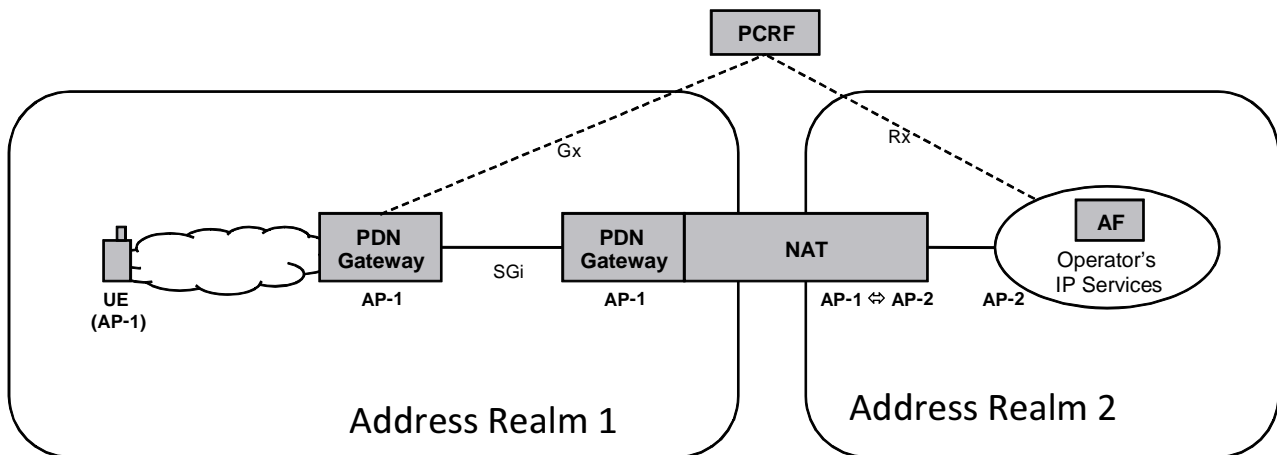 PCRF
Gx
Rx
PDN
Gateway
SGi
PDN
Gateway
NAT
AF
Operator's
IP Services
UE
(AP-1)
AP-1
AP-1
AP-1 ⇔ AP-2
AP-2
Address Realm 1
Address Realm 2